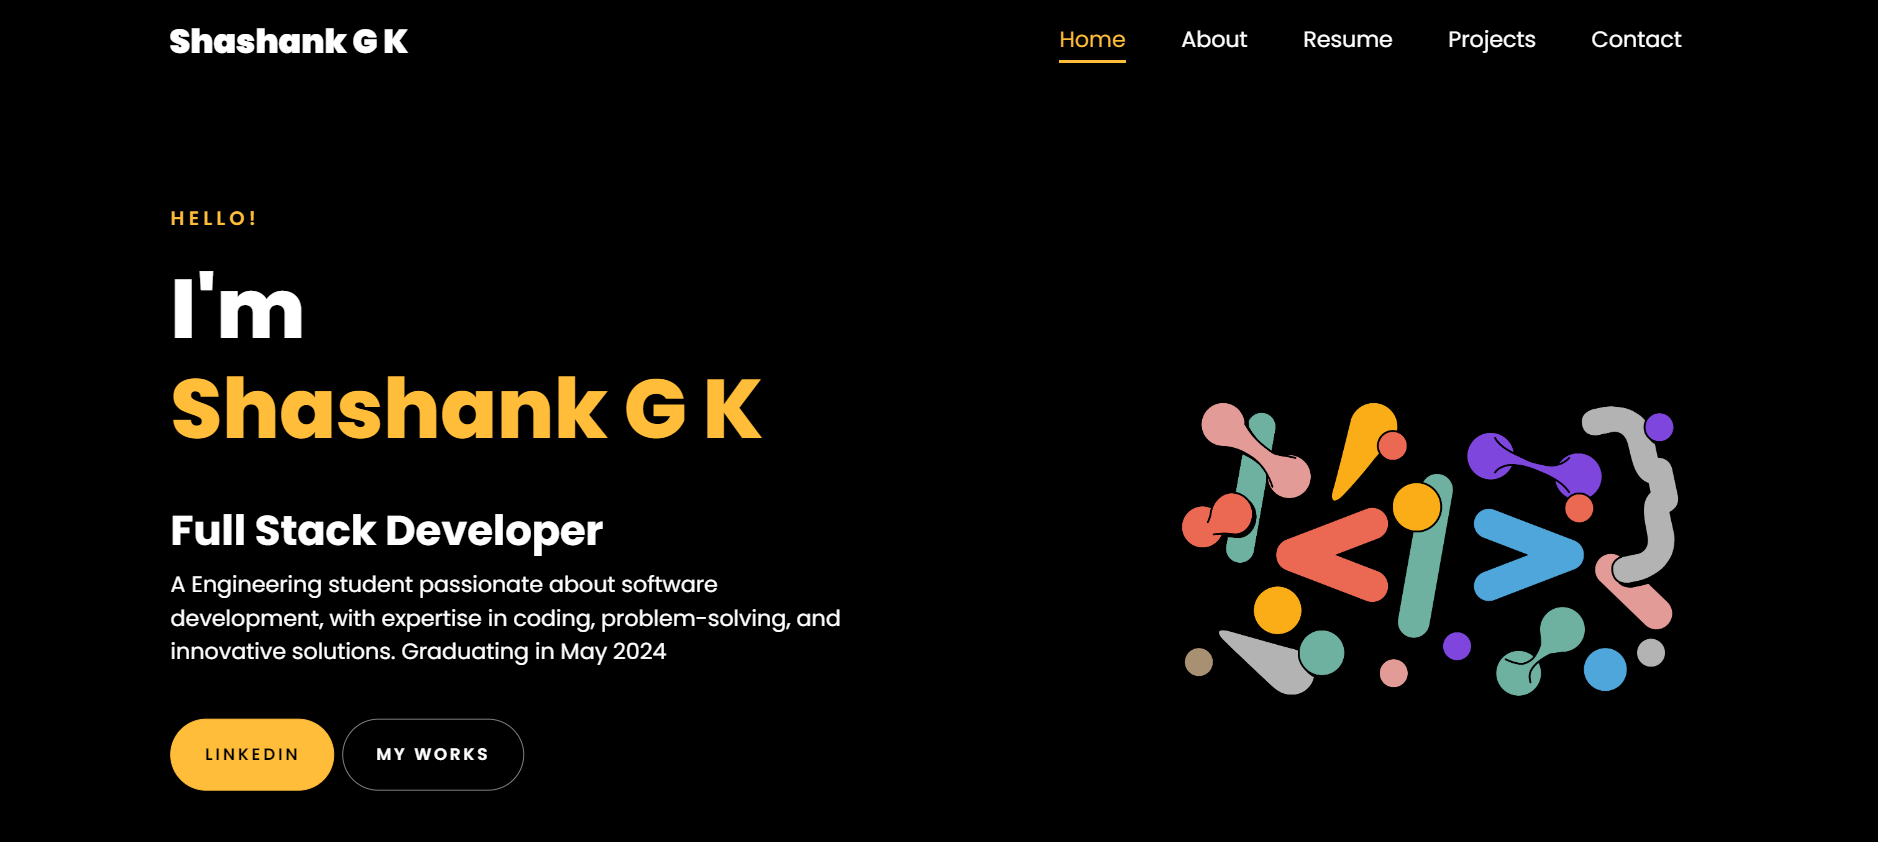 Shashank G K
Home About Resume Projects Contact
HELLO!
I'm
Shashank G K
Full Stack Developer
A Engineering student passionate about software
development, with expertise in coding, problem-solving, and
innovative solutions. Graduating in May 2024
LINKEDIN MY WORKS